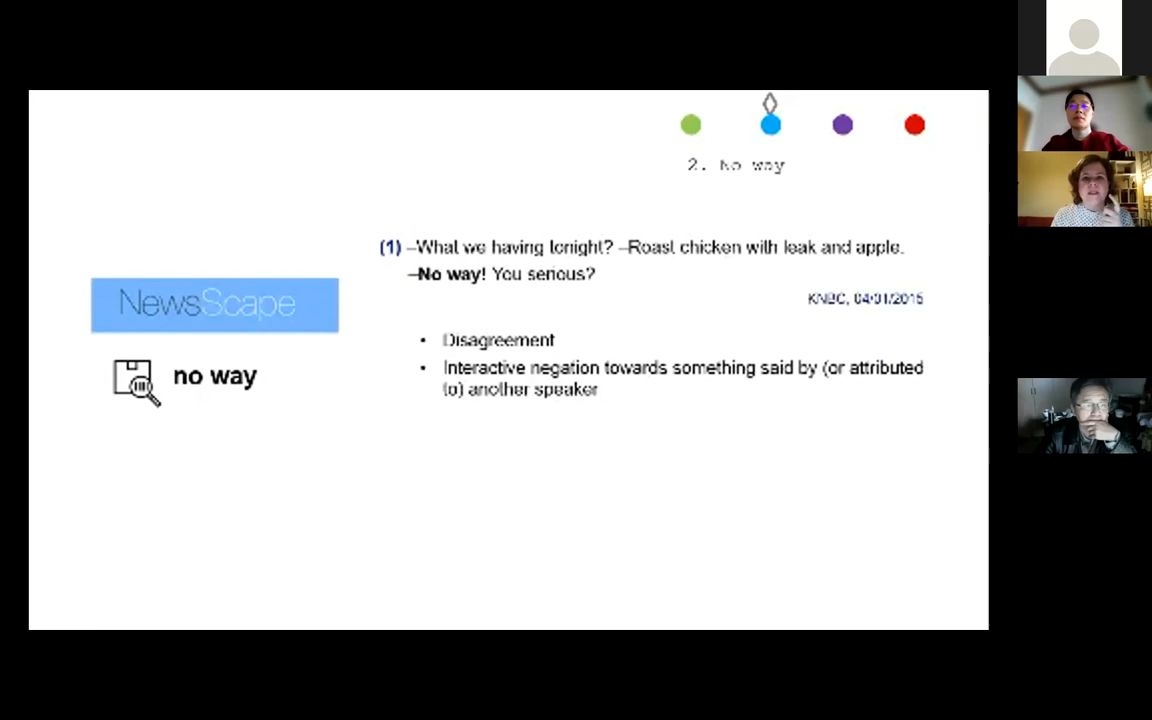 2. No way
(1) –What we having tonight? –Roast chicken with leak and apple.
–No way! You serious?
KNBC, 04/01/2015
NewsScape
no way
• Disagreement
• Interactive negation towards something said by (or attributed
to) another speaker